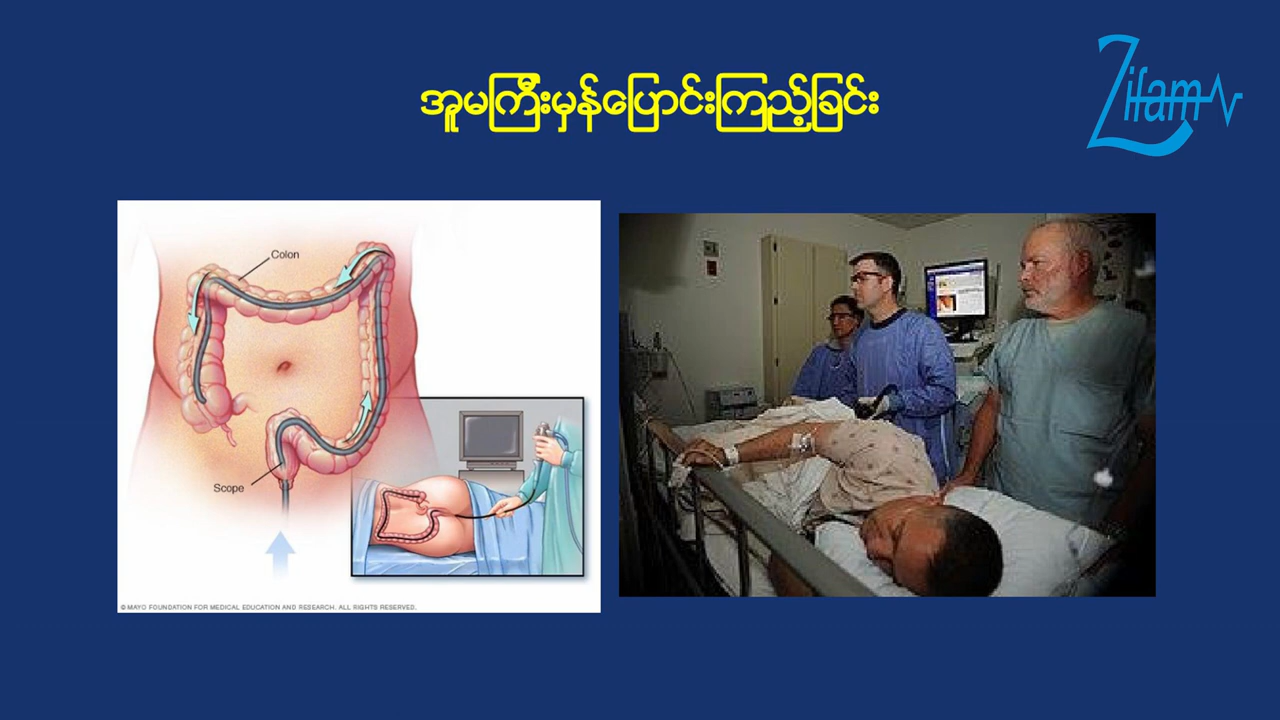 အူမကြီးမှန်ပြောင်းကြည့်ခြင်း
Zifam
Colon
Scope
© MAYO FOUNDATION FOR MEDICAL EDUCATION AND RESEARCH. ALL RIGHTS RESERVED.